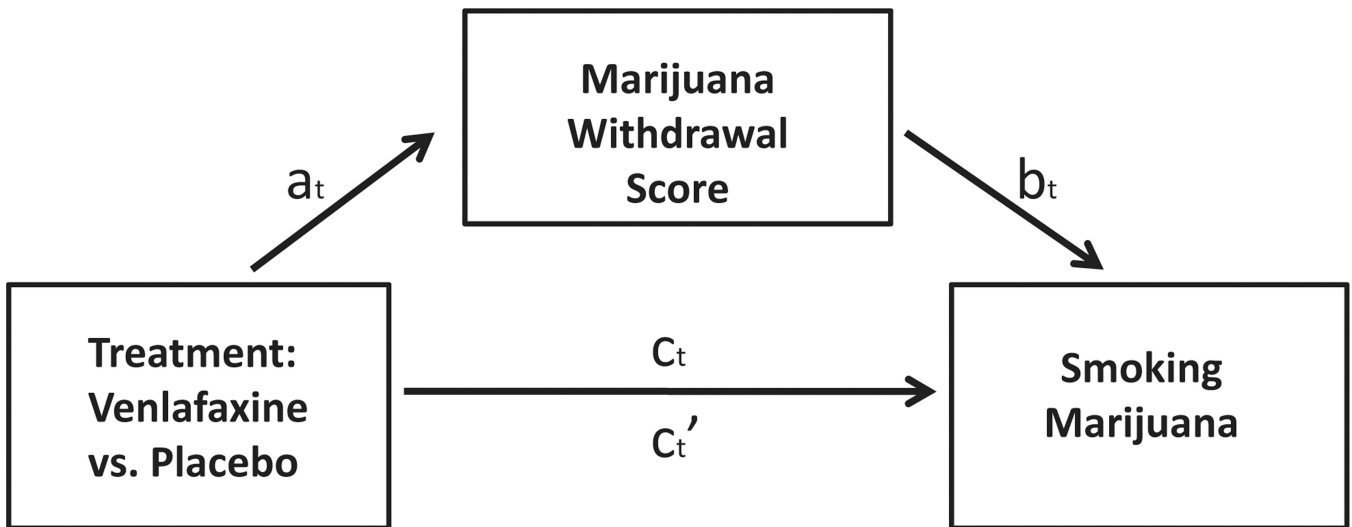 Marijuana
Withdrawal
Score
at
bt
Treatment:
Venlafaxine
vs. Placebo
ct
ct′
Smoking
Marijuana